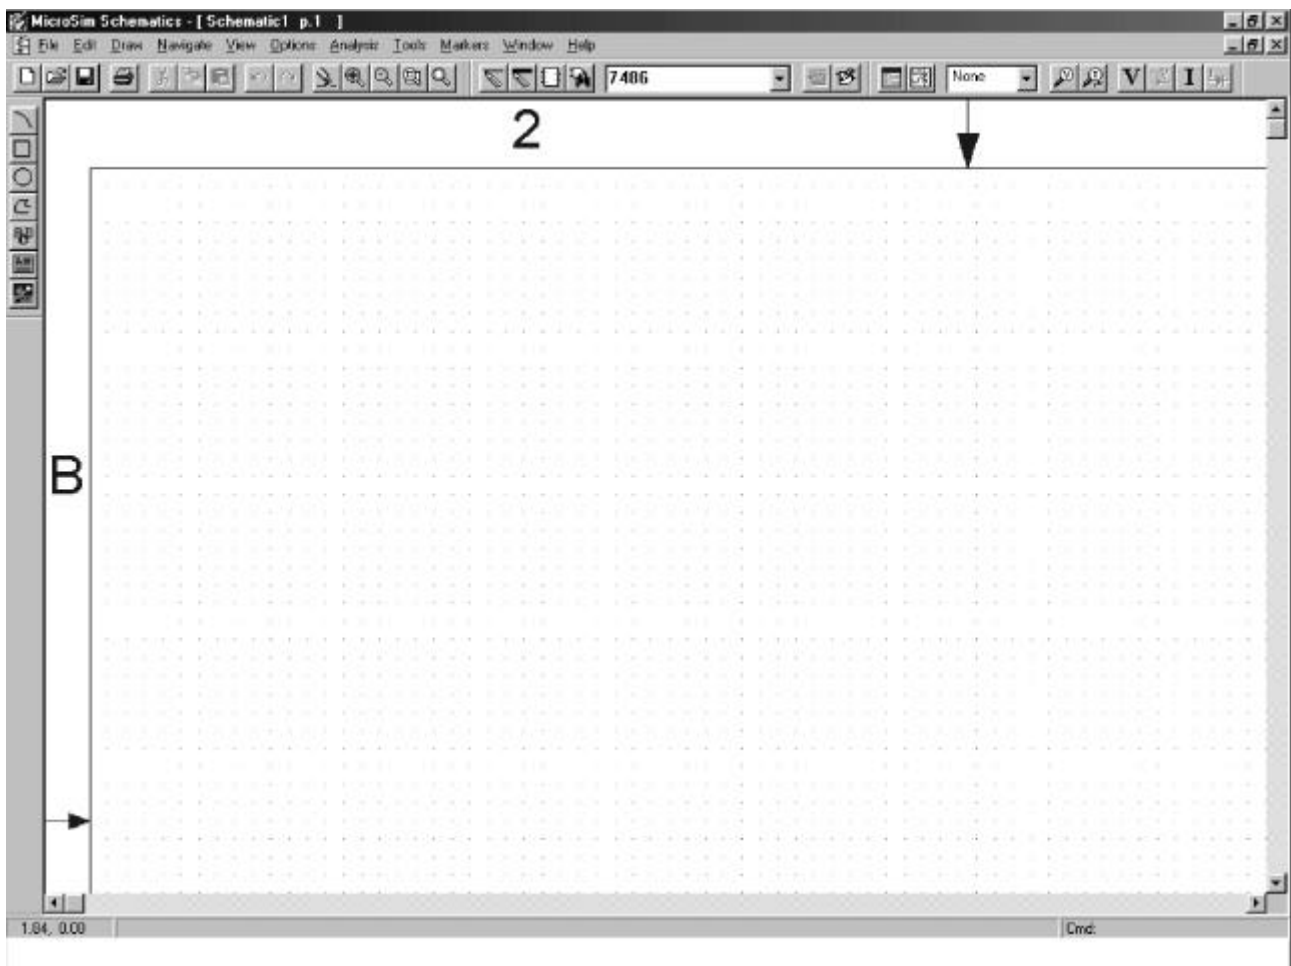 MicroSim Schematics - [ Schematic1 p.1 ]
File Edit Draw Navigate View Options Analysis Tools Markers Window Help
7486 None V I
2
B
1.84, 0.00 Cmd: